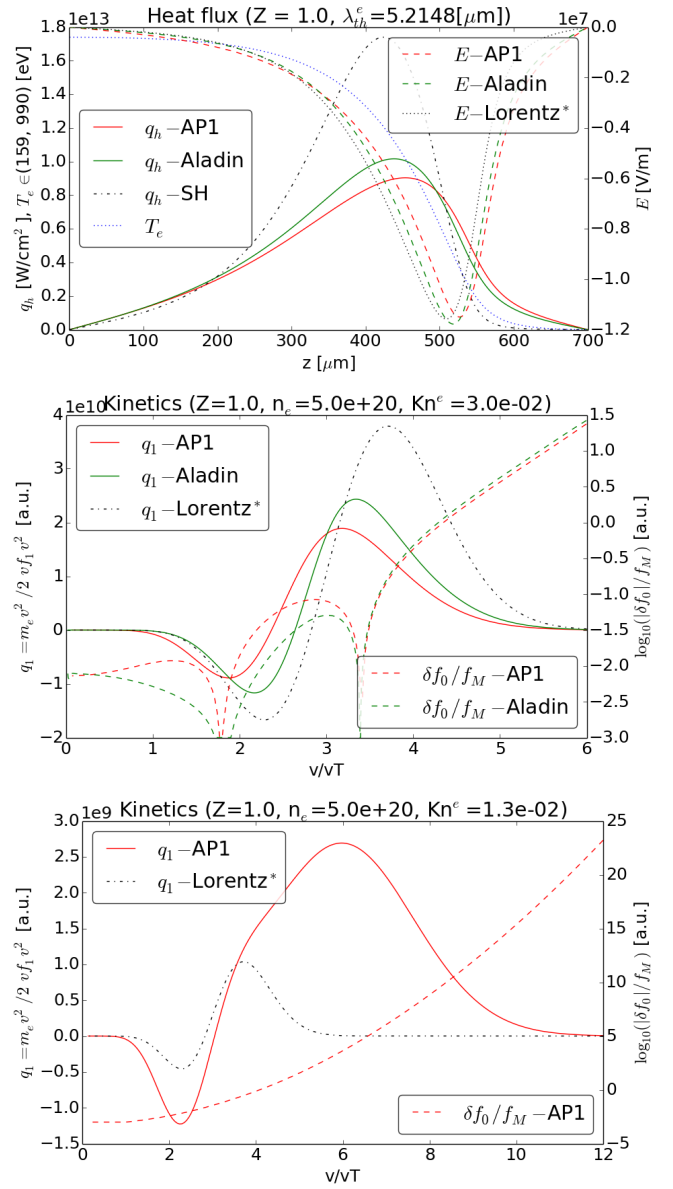 Heat flux (Z = 1.0, λ_th^e=5.2148[μm])
1e13
1e7
q_h [W/cm² ], T_e ∈(159, 990) [eV]
1.8
1.6
1.4
1.2
1.0
0.8
0.6
0.4
0.2
0.0
q_h−AP1
q_h−Aladin
q_h−SH
T_e
E−AP1
E−Aladin
E−Lorentz*
0.0
−0.2
−0.4
−0.6
−0.8
−1.0
−1.2
E [V/m]
0 100 200 300 400 500 600 700
z [μm]
Kinetics (Z=1.0, n_e=5.0e+20, Kn^e =3.0e-02)
1e10
q_1 =m_e v² /2 vf_1 v² [a.u.]
4
3
2
1
0
−1
−2
q_1−AP1
q_1−Aladin
q_1−Lorentz*
δf_0/f_M −AP1
δf_0/f_M −Aladin
1.5
1.0
0.5
0.0
−0.5
−1.0
−1.5
−2.0
−2.5
−3.0
log10(|δf_0|/f_M) [a.u.]
0 1 2 3 4 5 6
v/vT
Kinetics (Z=1.0, n_e=5.0e+20, Kn^e =1.3e-02)
1e9
q_1 =m_e v² /2 vf_1 v² [a.u.]
3.0
2.5
2.0
1.5
1.0
0.5
0.0
−0.5
−1.0
−1.5
q_1−AP1
q_1−Lorentz*
δf_0/f_M −AP1
25
20
15
10
5
0
−5
log10(|δf_0|/f_M) [a.u.]
0 2 4 6 8 10 12
v/vT